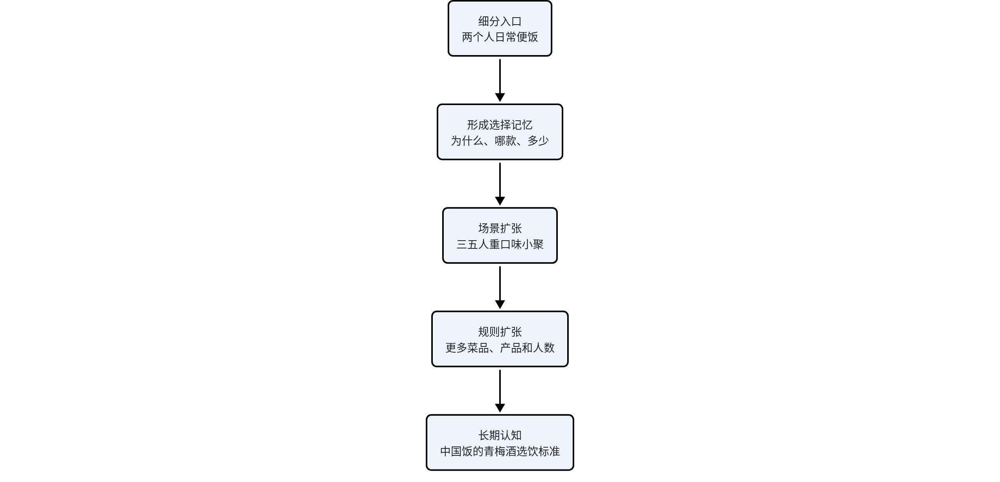 细分入口
两个人日常便饭
形成选择记忆
为什么、哪款、多少
场景扩张
三五人重口味小聚
规则扩张
更多菜品、产品和人数
长期认知
中国饭的青梅酒选饮标准